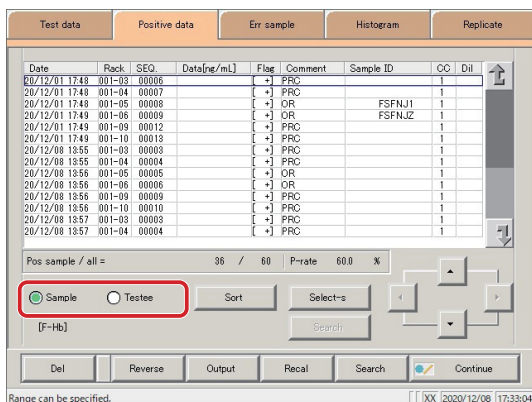 Test data Positive data Err sample Histogram Replicate
Date Rack SEQ. Data[ng/mL] Flag Comment Sample ID CC Dil
20/12/01 17:48 001-03 00006 [ +] PRC 1
20/12/01 17:48 001-04 00007 [ +] PRC 1
20/12/01 17:48 001-05 00008 [ +] OR FSFNJ1 1
20/12/01 17:49 001-06 00009 [ +] OR FSFNJZ 1
20/12/01 17:49 001-09 00012 [ +] PRC 1
20/12/01 17:49 001-10 00013 [ +] PRC 1
20/12/08 13:55 001-03 00003 [ +] PRC 1
20/12/08 13:55 001-04 00004 [ +] PRC 1
20/12/08 13:56 001-05 00005 [ +] OR 1
20/12/08 13:56 001-06 00006 [ +] OR 1
20/12/08 13:56 001-09 00009 [ +] PRC 1
20/12/08 13:56 001-10 00010 [ +] PRC 1
20/12/08 13:57 001-03 00003 [ +] PRC 1
20/12/08 13:57 001-04 00004 [ +] PRC 1
Pos sample / all = 36 / 60 P-rate 60.0 %
Sample Testee Sort Select-s
[F-Hb] Search
Del Reverse Output Recal Search Continue
Range can be specified. XX 2020/12/08 17:33:04